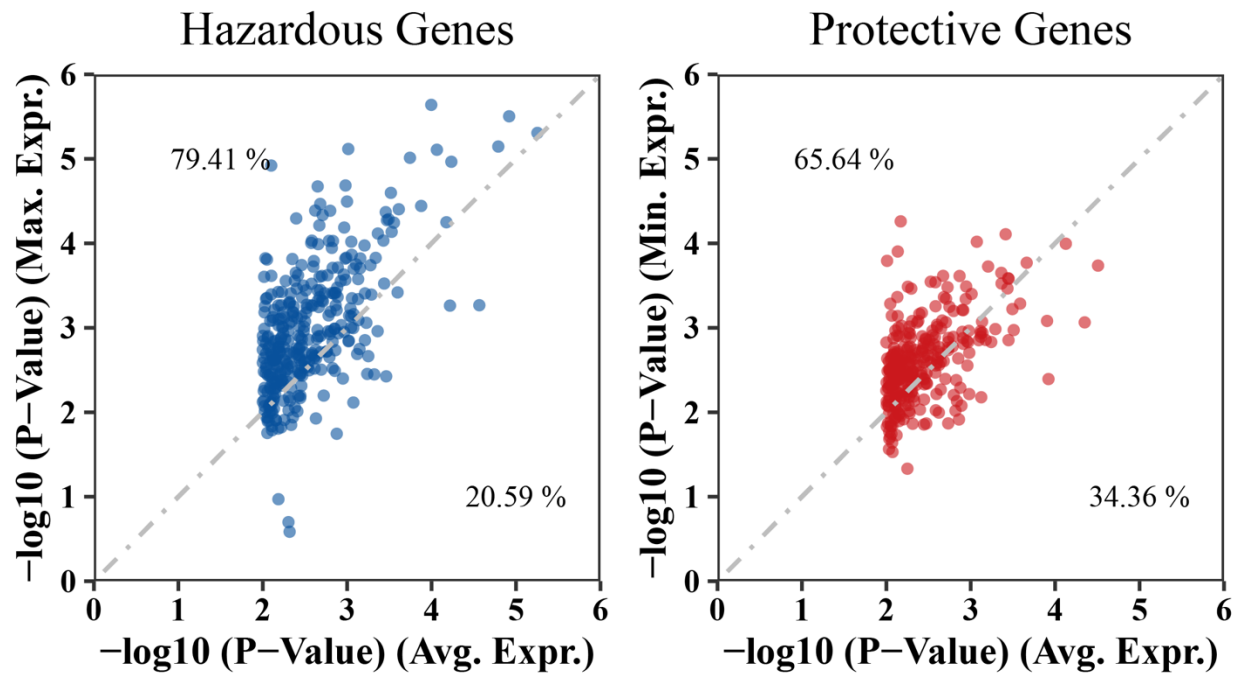 Hazardous Genes
−log10 (P−Value) (Max. Expr.)
6
5
4
3
2
1
0
79.41 %
20.59 %
0 1 2 3 4 5 6
−log10 (P−Value) (Avg. Expr.)
Protective Genes
−log10 (P−Value) (Min. Expr.)
6
5
4
3
2
1
0
65.64 %
34.36 %
0 1 2 3 4 5 6
−log10 (P−Value) (Avg. Expr.)